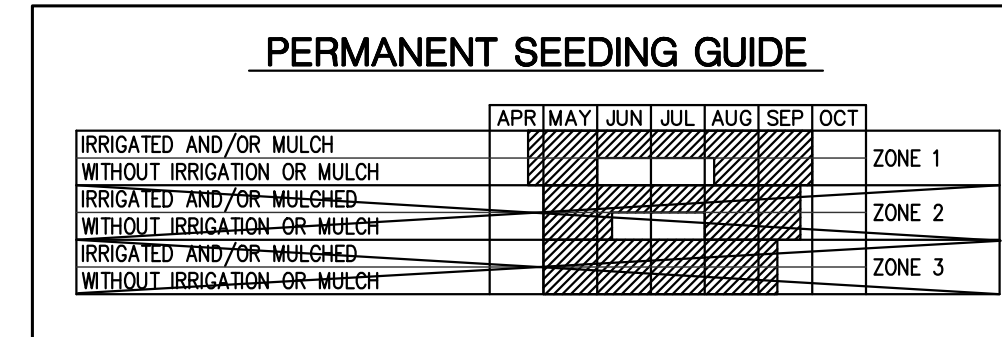 PERMANENT SEEDING GUIDE
APR MAY JUN JUL AUG SEP OCT
IRRIGATED AND/OR MULCH
ZONE 1
WITHOUT IRRIGATION OR MULCH
IRRIGATED AND/OR MULCHED
ZONE 2
WITHOUT IRRIGATION OR MULCH
IRRIGATED AND/OR MULCHED
ZONE 3
WITHOUT IRRIGATION OR MULCH